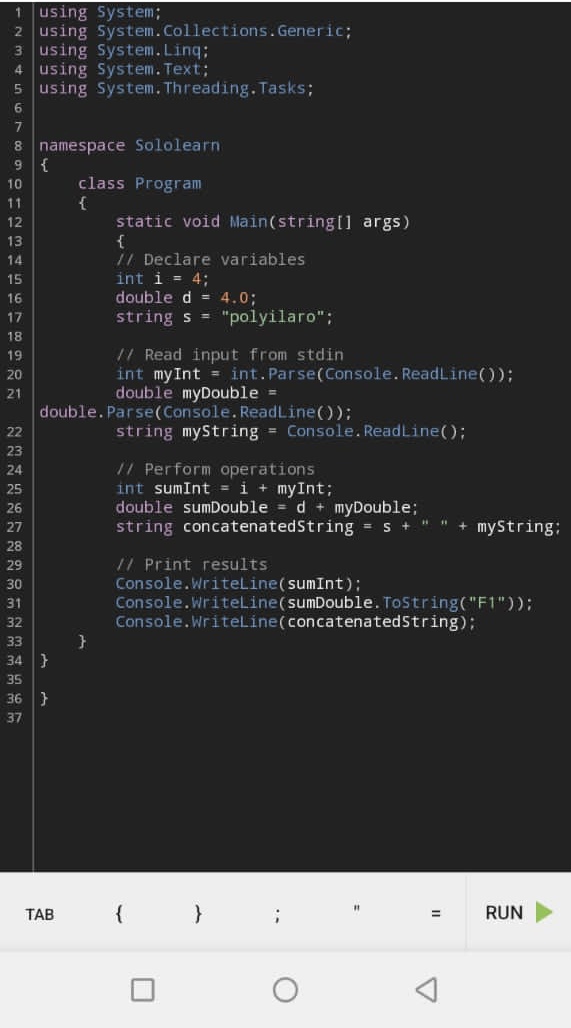 1 using System;
2 using System.Collections.Generic;
3 using System.Linq;
4 using System.Text;
5 using System.Threading.Tasks;
6
7
8 namespace Sololearn
9 {
10     class Program
11     {
12         static void Main(string[] args)
13         {
14         // Declare variables
15         int i = 4;
16         double d = 4.0;
17         string s = "polyilaro";
18
19         // Read input from stdin
20         int myInt = int.Parse(Console.ReadLine());
21         double myDouble =
double.Parse(Console.ReadLine());
22         string myString = Console.ReadLine();
23
24         // Perform operations
25         int sumInt = i + myInt;
26         double sumDouble = d + myDouble;
27         string concatenatedString = s + " " + myString;
28
29         // Print results
30         Console.WriteLine(sumInt);
31         Console.WriteLine(sumDouble.ToString("F1"));
32         Console.WriteLine(concatenatedString);
33     }
34 }
35
36 }
37
TAB { } ; " = RUN